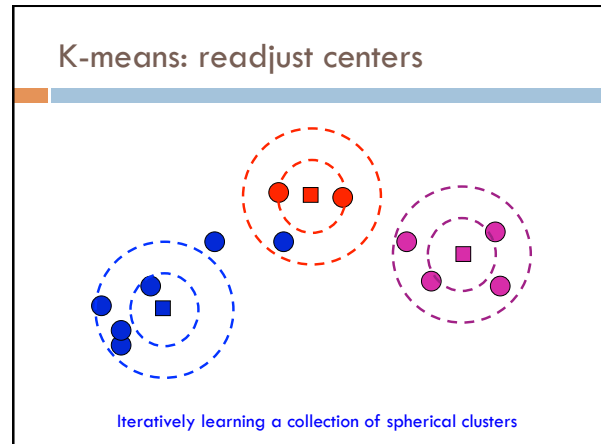 K-means: readjust centers
Iteratively learning a collection of spherical clusters